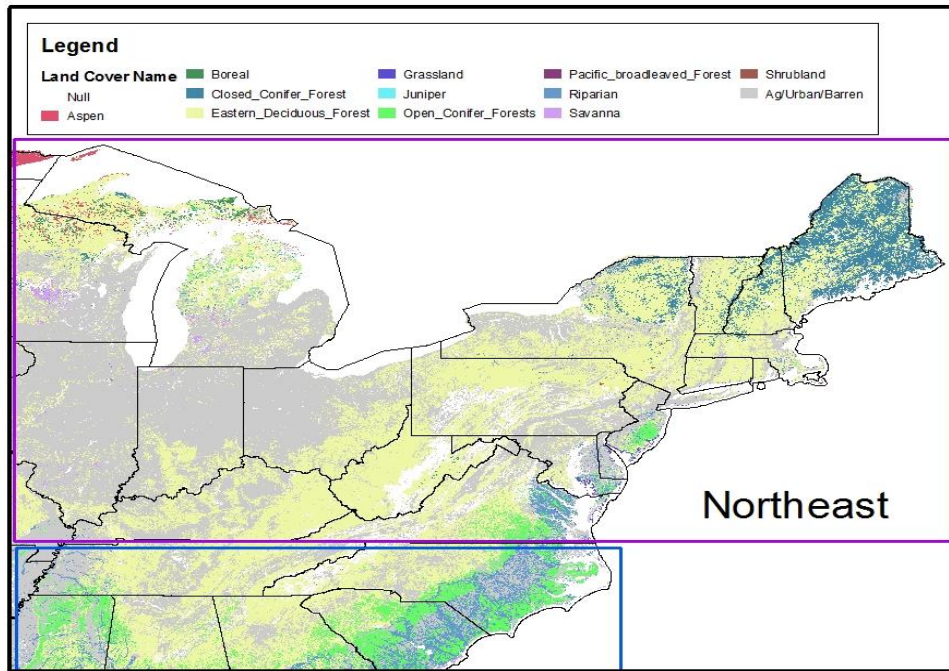 Legend
Land Cover Name
Null
Aspen
Boreal
Closed_Conifer_Forest
Eastern_Deciduous_Forest
Grassland
Juniper
Open_Conifer_Forests
Pacific_broadleaved_Forest
Riparian
Savanna
Shrubland
Ag/Urban/Barren
Northeast